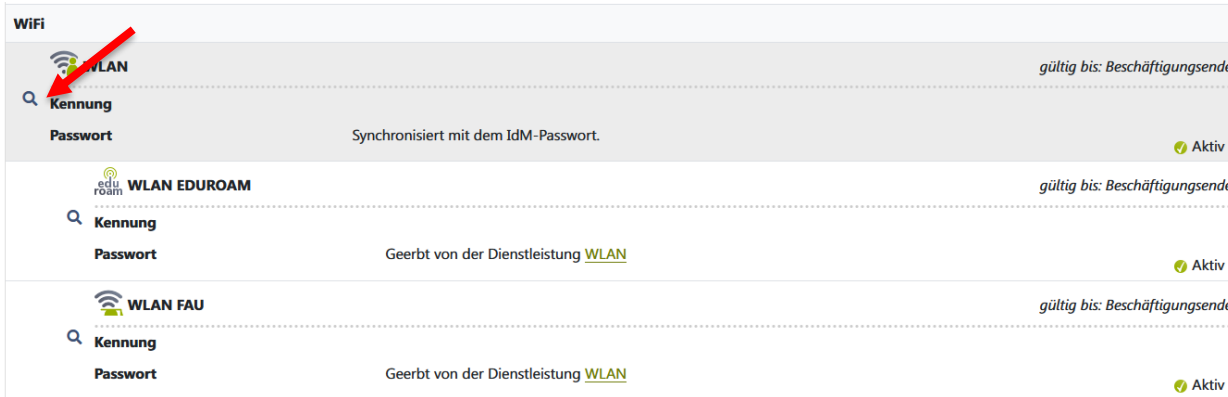 WiFi
WLAN gültig bis: Beschäftigungsende
Kennung
Passwort Synchronisiert mit dem IdM-Passwort.
Aktiv
edu
roam WLAN EDUROAM gültig bis: Beschäftigungsende
Kennung
Passwort Geerbt von der Dienstleistung WLAN
Aktiv
WLAN FAU gültig bis: Beschäftigungsende
Kennung
Passwort Geerbt von der Dienstleistung WLAN
Aktiv